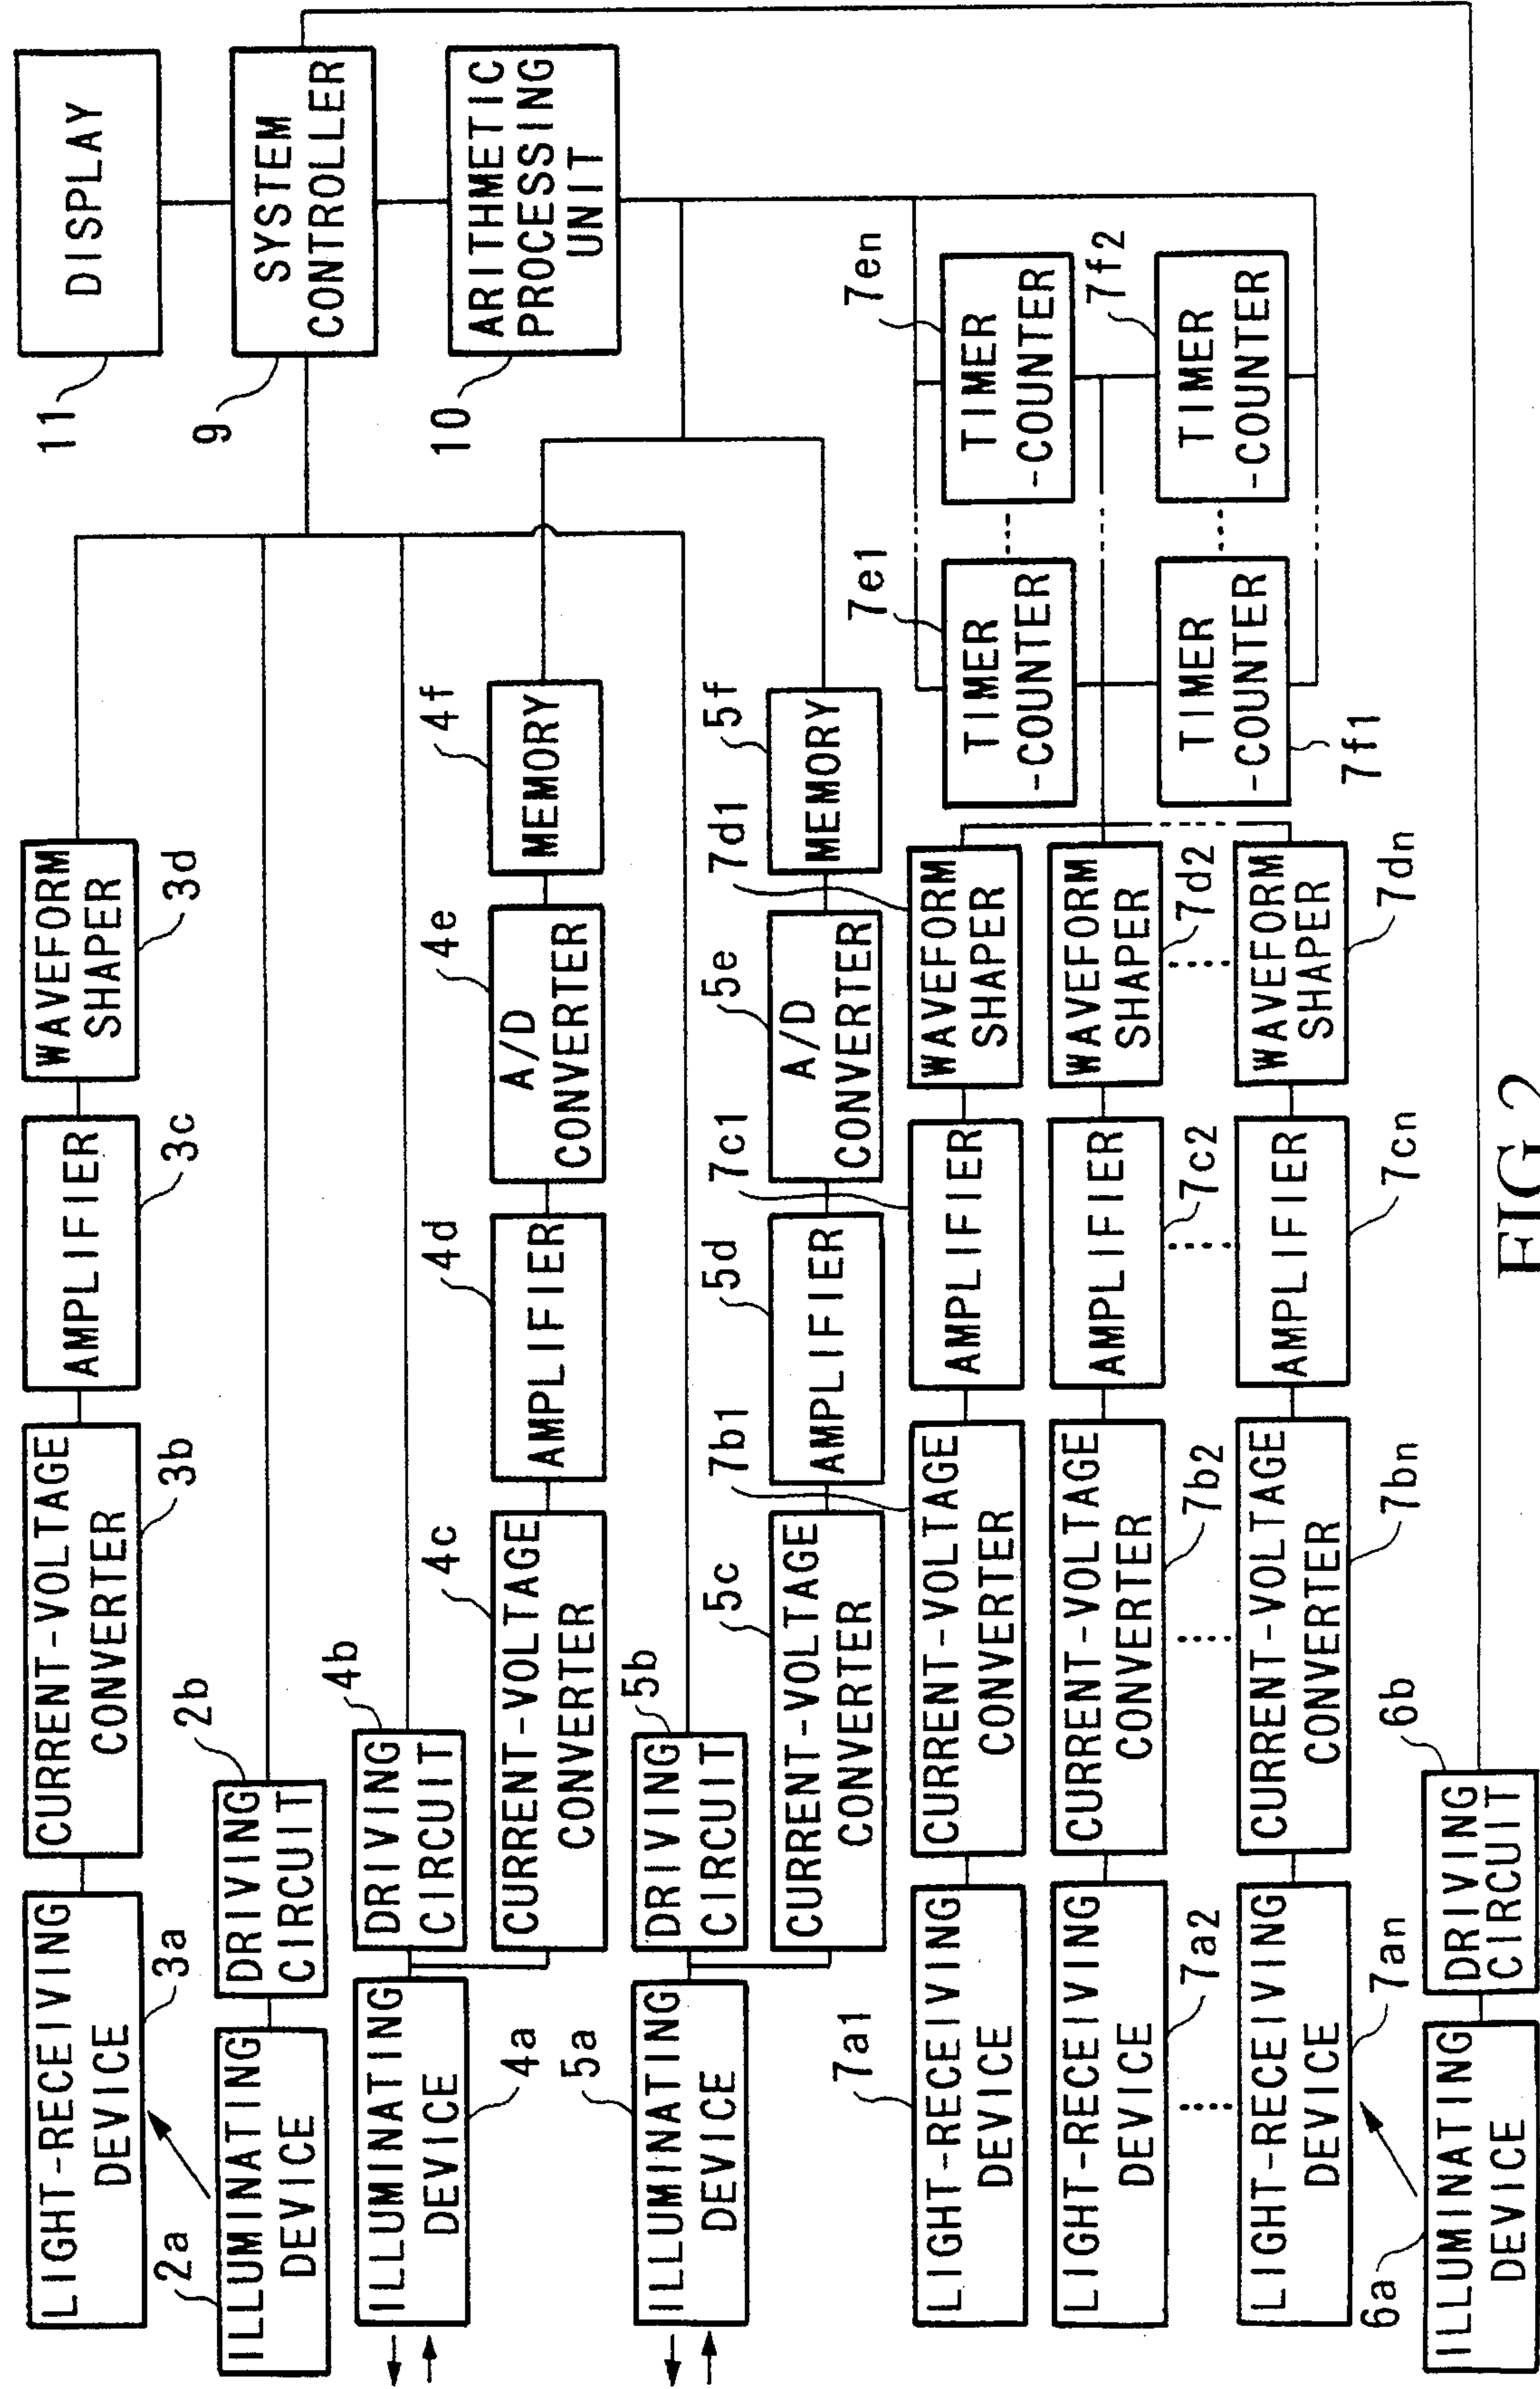 LIGHT-RECEIVING
DEVICE
3a
CURRENT-VOLTAGE
CONVERTER
3b
AMPLIFIER
3c
WAVEFORM
SHAPER
3d
DISPLAY
11
2a
ILLUMINATING
DEVICE
2b
DRIVING
CIRCUIT
SYSTEM
CONTROLLER
9
ILLUMINATING
DEVICE
4a
4b
DRIVING
CIRCUIT
ARITHMETIC
PROCESSING
UNIT
10
4c
CURRENT-VOLTAGE
CONVERTER
4d
AMPLIFIER
4e
A/D
CONVERTER
4f
MEMORY
5a
ILLUMINATING
DEVICE
5b
DRIVING
CIRCUIT
5c
CURRENT-VOLTAGE
CONVERTER
5d
AMPLIFIER
5e
A/D
CONVERTER
5f
MEMORY
7a1
LIGHT-RECEIVING
DEVICE
7b1
CURRENT-VOLTAGE
CONVERTER
7c1
AMPLIFIER
7d1
WAVEFORM
SHAPER
7e1
TIMER
-COUNTER
7en
TIMER
-COUNTER
LIGHT-RECEIVING
DEVICE
7a2
CURRENT-VOLTAGE
CONVERTER
7b2
AMPLIFIER
7c2
WAVEFORM
SHAPER
7d2
TIMER
-COUNTER
7f1
7f2
TIMER
-COUNTER
LIGHT-RECEIVING
DEVICE
7an
CURRENT-VOLTAGE
CONVERTER
7bn
AMPLIFIER
7cn
WAVEFORM
SHAPER
7dn
6a
ILLUMINATING
DEVICE
6b
DRIVING
CIRCUIT
FIG.2